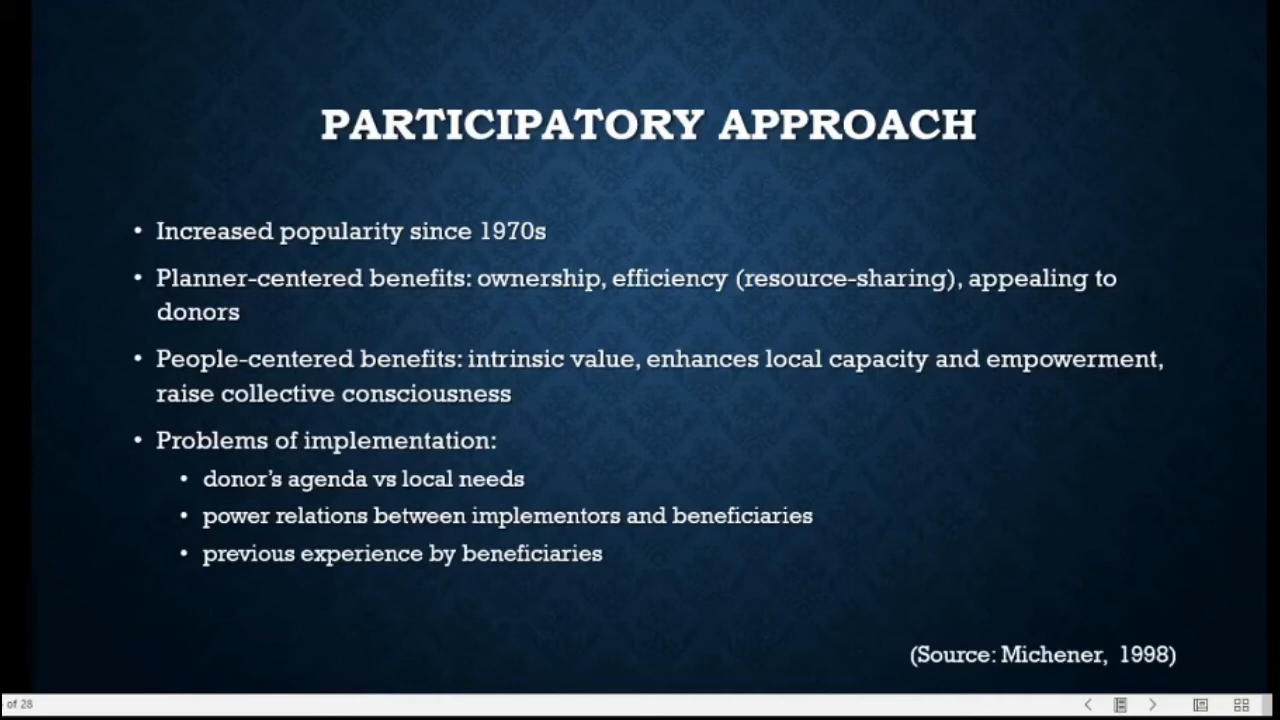 PARTICIPATORY APPROACH
• Increased popularity since 1970s
• Planner-centered benefits: ownership, efficiency (resource-sharing), appealing to
donors
• People-centered benefits: intrinsic value, enhances local capacity and empowerment,
raise collective consciousness
• Problems of implementation:
• donor's agenda vs local needs
• power relations between implementors and beneficiaries
• previous experience by beneficiaries
(Source: Michener, 1998)
of 28